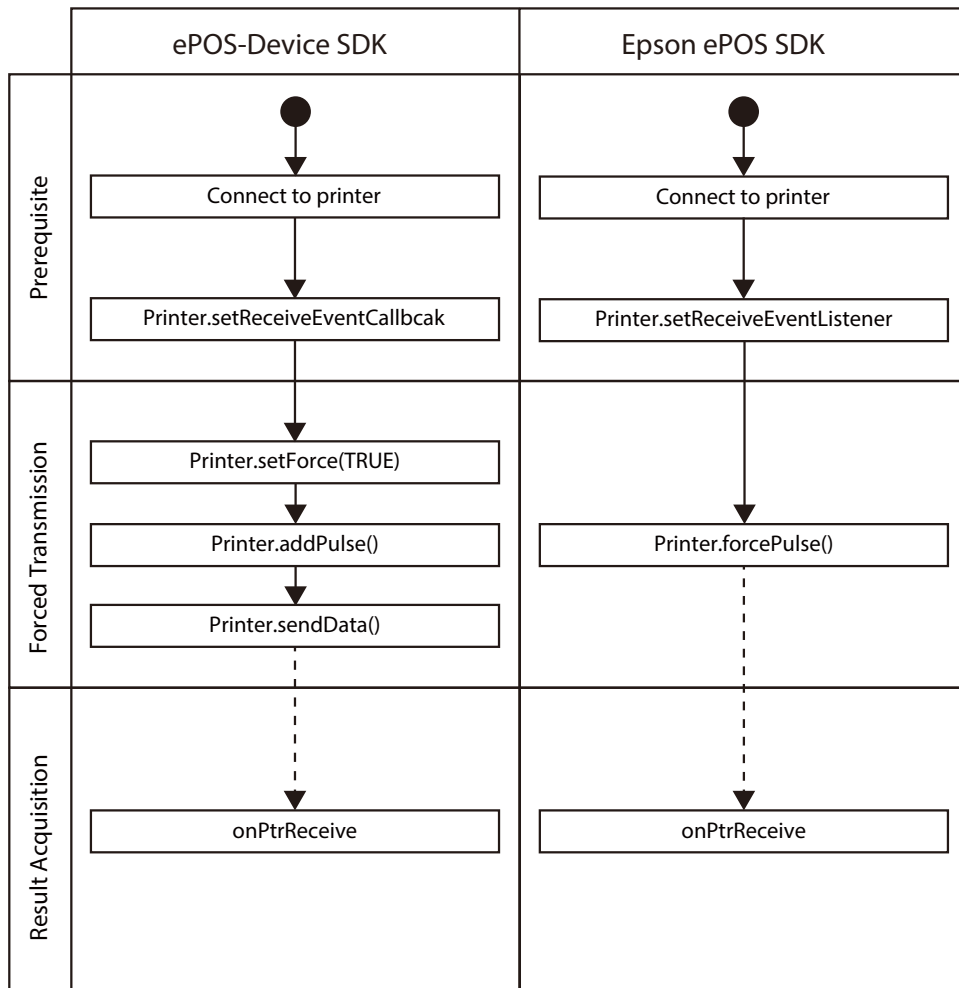 ePOS-Device SDK
Epson ePOS SDK
Prerequisite
Connect to printer
Connect to printer
Printer.setReceiveEventCallbcak
Printer.setReceiveEventListener
Forced Transmission
Printer.setForce(TRUE)
Printer.addPulse()
Printer.forcePulse()
Printer.sendData()
Result Acquisition
onPtrReceive
onPtrReceive